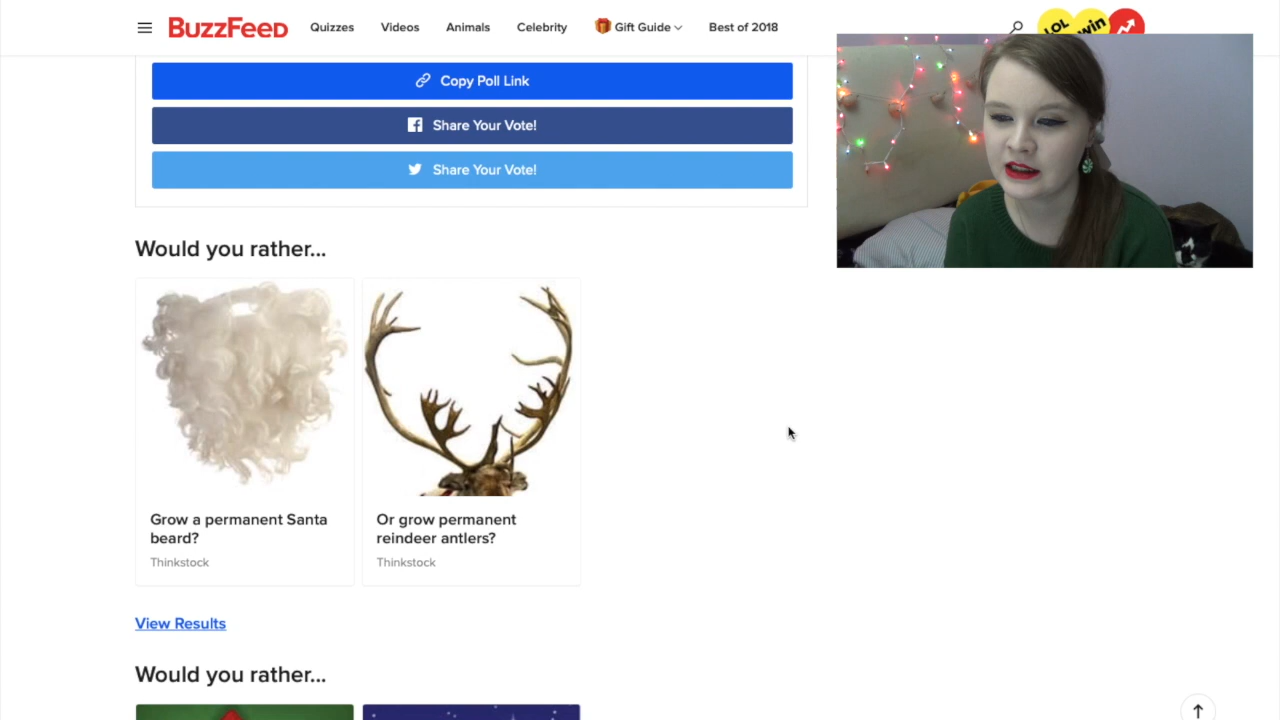 BuzzFeed
Quizzes
Videos
Animals
Celebrity
Gift Guide
Best of 2018
LOL
win
Copy Poll Link
Share Your Vote!
Share Your Vote!
Would you rather...
Grow a permanent Santa
beard?
Thinkstock
Or grow permanent
reindeer antlers?
Thinkstock
View Results
Would you rather...